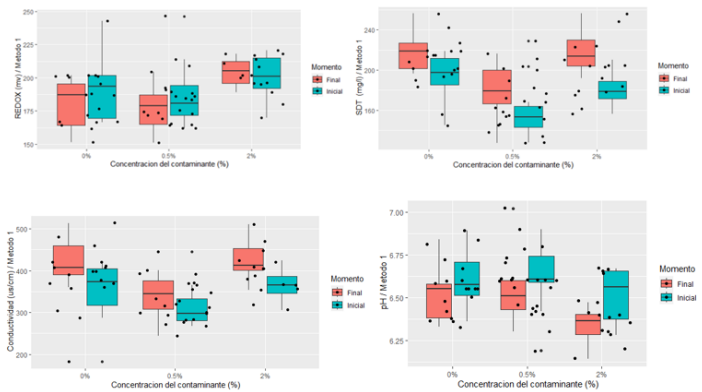 REDOX (mv) / Metodo 1
250
225
200
175
150
0%
0.5%
2%
Concentracion del contaminante (%)
Momento
Final
Inicial
SDT (mg/l) / Metodo 1
240
200
160
0%
0.5%
2%
Concentracion del contaminante (%)
Momento
Final
Inicial
Conductividad (us/cm) / Metodo 1
500
400
300
200
0%
0.5%
2%
Concentracion del contaminante (%)
Momento
Final
Inicial
pH / Metodo 1
7.00
6.75
6.50
6.25
0%
0.5%
2%
Concentracion del contaminante (%)
Momento
Final
Inicial